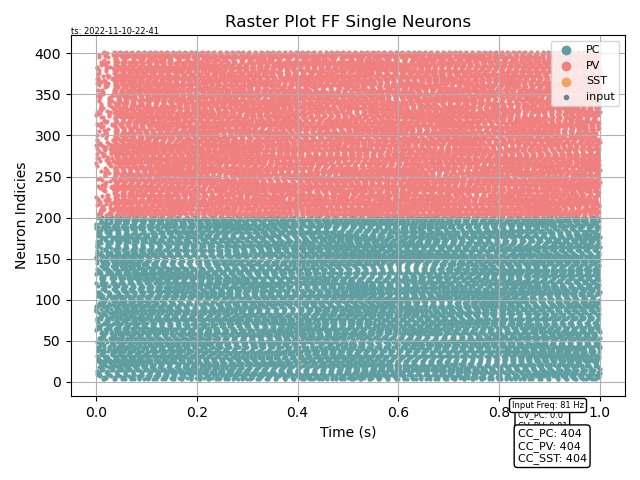 Raster Plot FF Single Neurons
ts: 2022-11-10-22-41
PC
PV
SST
input
400
350
300
250
200
150
100
50
0
Neuron Indicies
0.0 0.2 0.4 0.6 0.8 1.0
Time (s)
Input Freq: 81 Hz
CV_PC: 0.0
CC_PC: 404
CC_PV: 404
CC_SST: 404